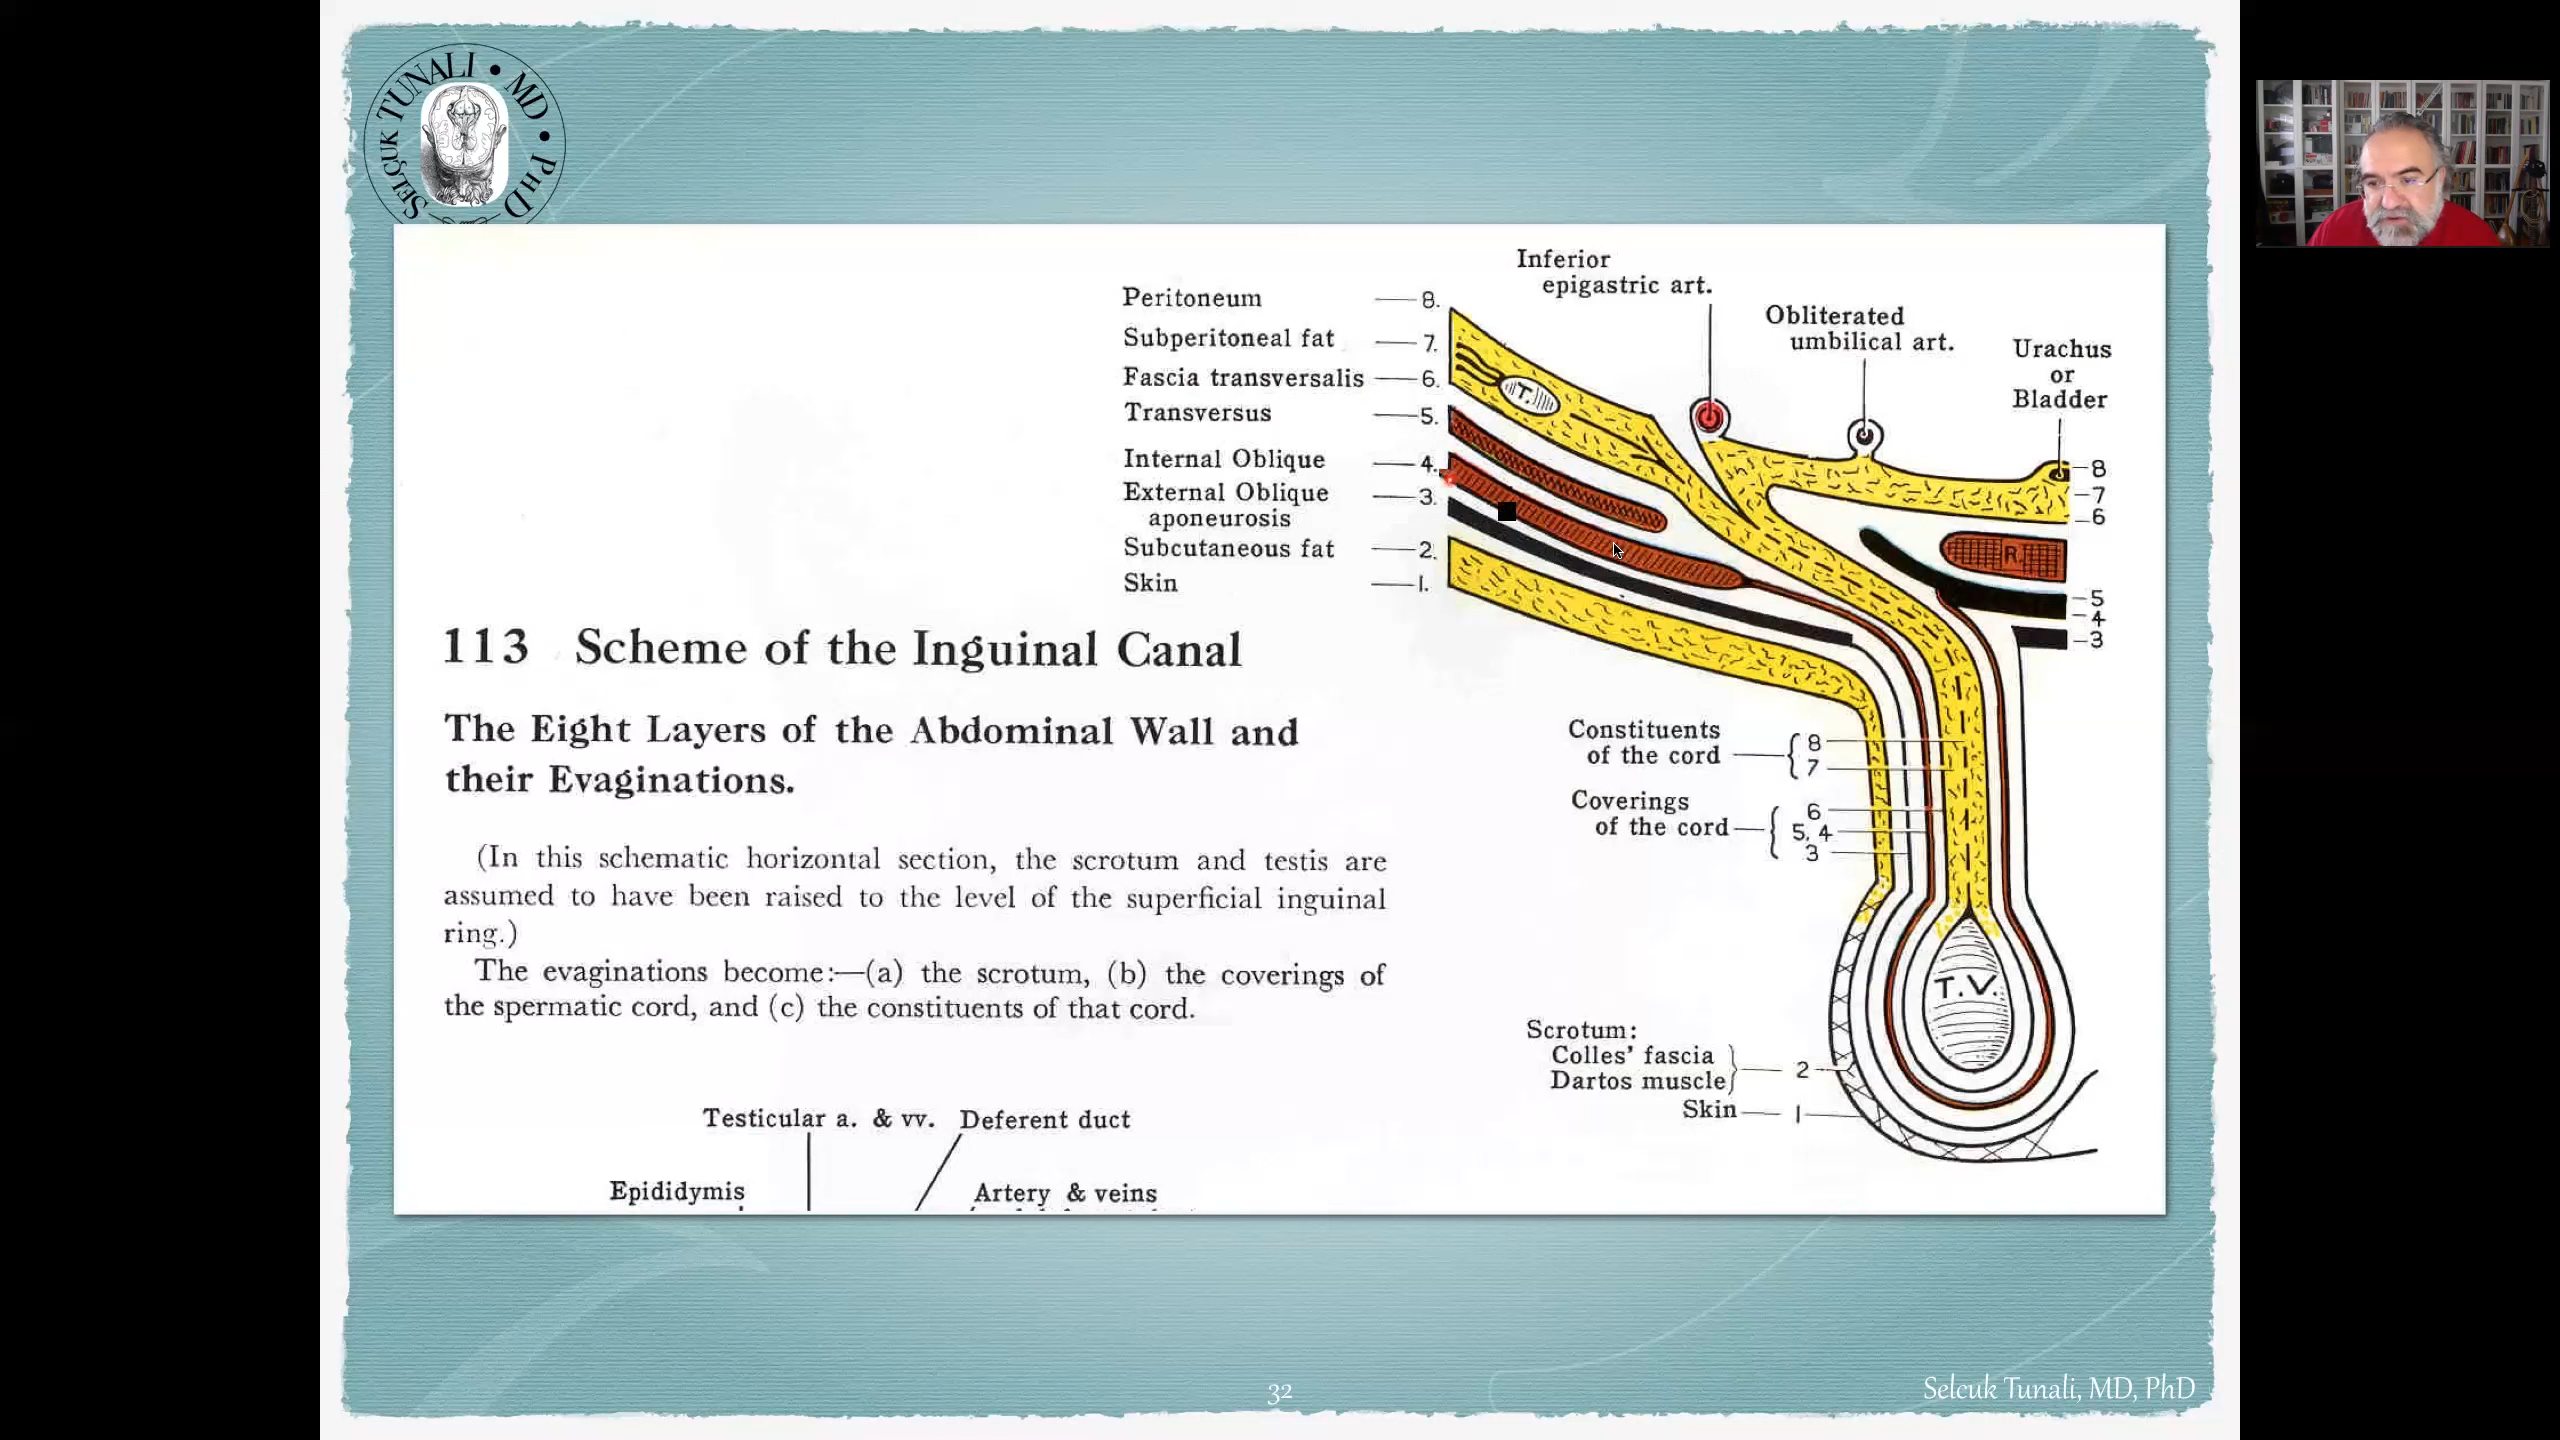 SELÇUK TUNALI • MD • PhD
Inferior
epigastric art.
Obliterated
umbilical art.
Urachus
or
Bladder
Peritoneum 8.
Subperitoneal fat 7.
Fascia transversalis 6.
Transversus 5.
Internal Oblique 4.
External Oblique 3.
aponeurosis
Subcutaneous fat 2.
Skin 1.
T.
R.
8
7
6
5
4
3
113 Scheme of the Inguinal Canal
The Eight Layers of the Abdominal Wall and
their Evaginations.
(In this schematic horizontal section, the scrotum and testis are
assumed to have been raised to the level of the superficial inguinal
ring.)
The evaginations become:—(a) the scrotum, (b) the coverings of
the spermatic cord, and (c) the constituents of that cord.
Constituents 8
of the cord 7
Coverings 6
of the cord 5, 4
3
T.V.
Scrotum:
Colles' fascia
Dartos muscle 2
Skin 1
Testicular a. & vv. Deferent duct
Epididymis Artery & veins
32
Selcuk Tunali, MD, PhD